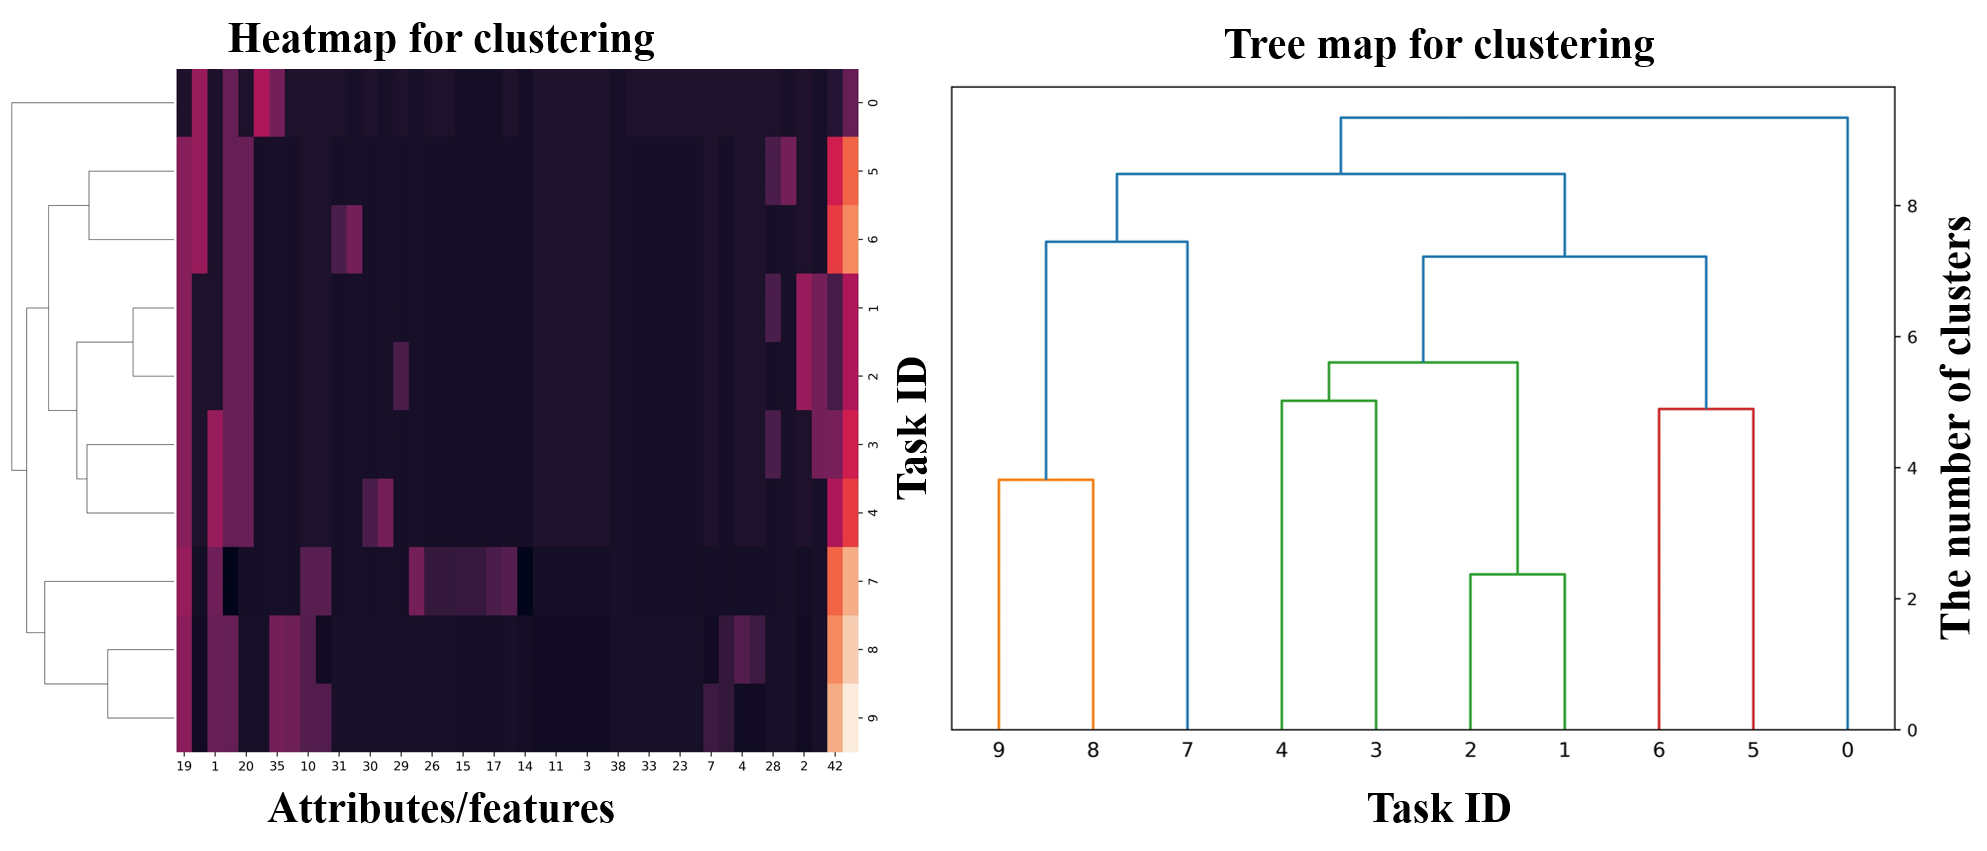 Heatmap for clustering
0
5
6
1
2
3
4
7
8
9
Task ID
19 1 20 35 10 31 30 29 26 15 17 14 11 3 38 33 23 7 4 28 2 42
Attributes/features
Tree map for clustering
8
6
4
2
0
The number of clusters
9 8 7 4 3 2 1 6 5 0
Task ID